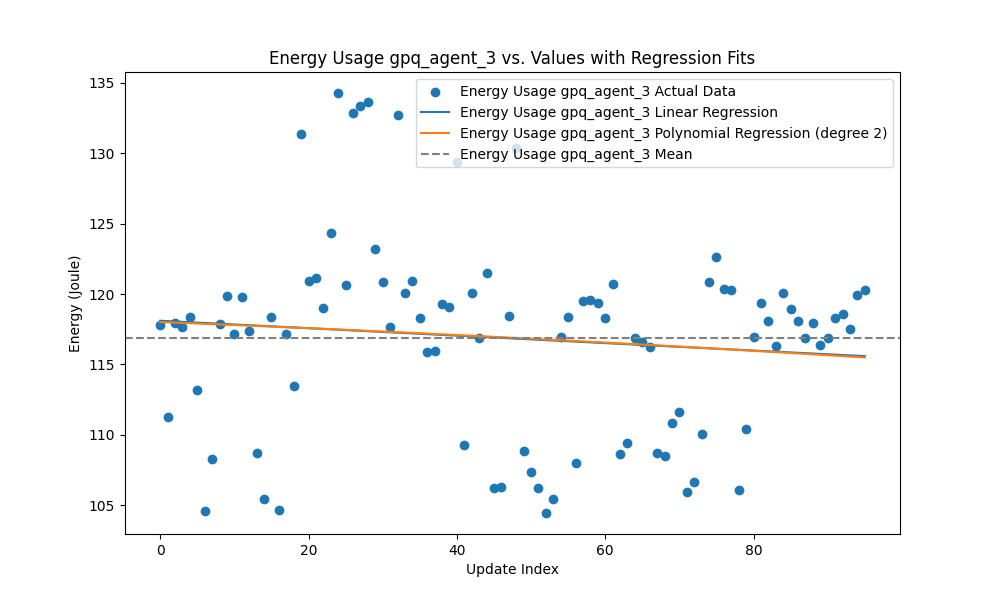 Energy Usage gpq_agent_3 vs. Values with Regression Fits
Energy Usage gpq_agent_3 Actual Data
Energy Usage gpq_agent_3 Linear Regression
Energy Usage gpq_agent_3 Polynomial Regression (degree 2)
Energy Usage gpq_agent_3 Mean
Energy (Joule)
135
130
125
120
115
110
105
0 20 40 60 80
Update Index